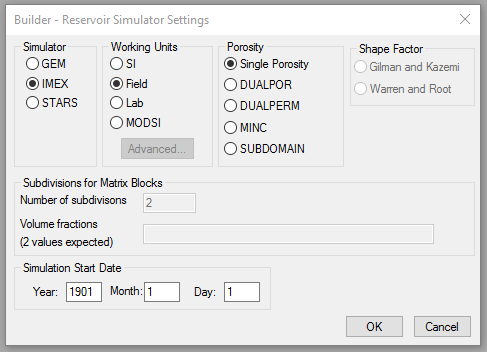 Builder - Reservoir Simulator Settings
Simulator
GEM
IMEX
STARS
Working Units
SI
Field
Lab
MODSI
Advanced...
Porosity
Single Porosity
DUALPOR
DUALPERM
MINC
SUBDOMAIN
Shape Factor
Gilman and Kazemi
Warren and Root
Subdivisions for Matrix Blocks
Number of subdivisons 2
Volume fractions
(2 values expected)
Simulation Start Date
Year: 1901 Month: 1 Day: 1
OK Cancel